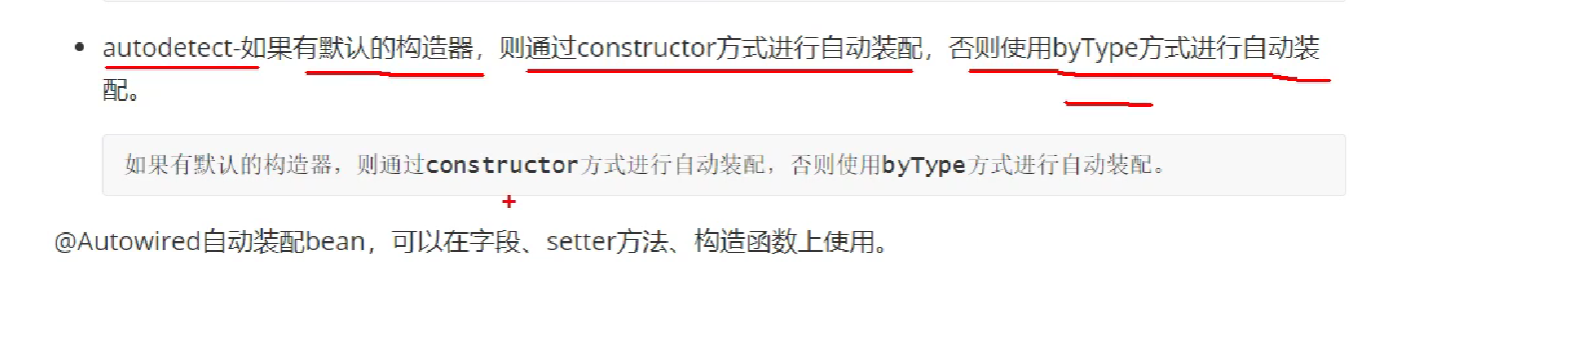 autodetect-如果有默认的构造器，则通过constructor方式进行自动装配，否则使用byType方式进行自动装
配。
如果有默认的构造器，则通过constructor方式进行自动装配，否则使用byType方式进行自动装配。
@Autowired自动装配bean，可以在字段、setter方法、构造函数上使用。